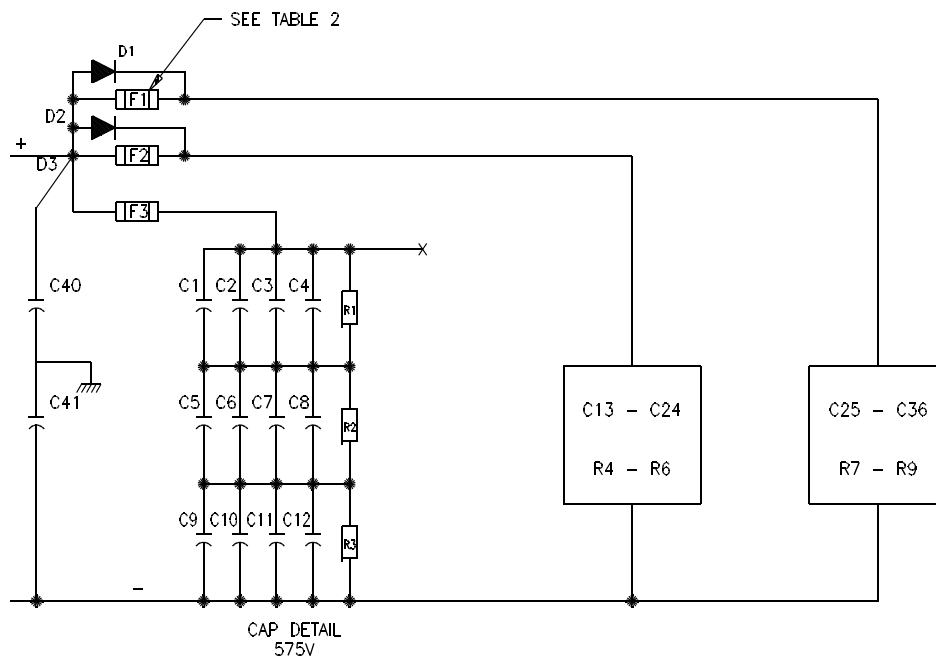 SEE TABLE 2
D1
F1
D2
+
F2
D3
F3
C40
C1 C2 C3 C4
R1
C41
C5 C6 C7 C8
R2
C13 - C24
C25 - C36
R4 - R6
R7 - R9
C9 C10 C11 C12
R3
-
CAP DETAIL
575V